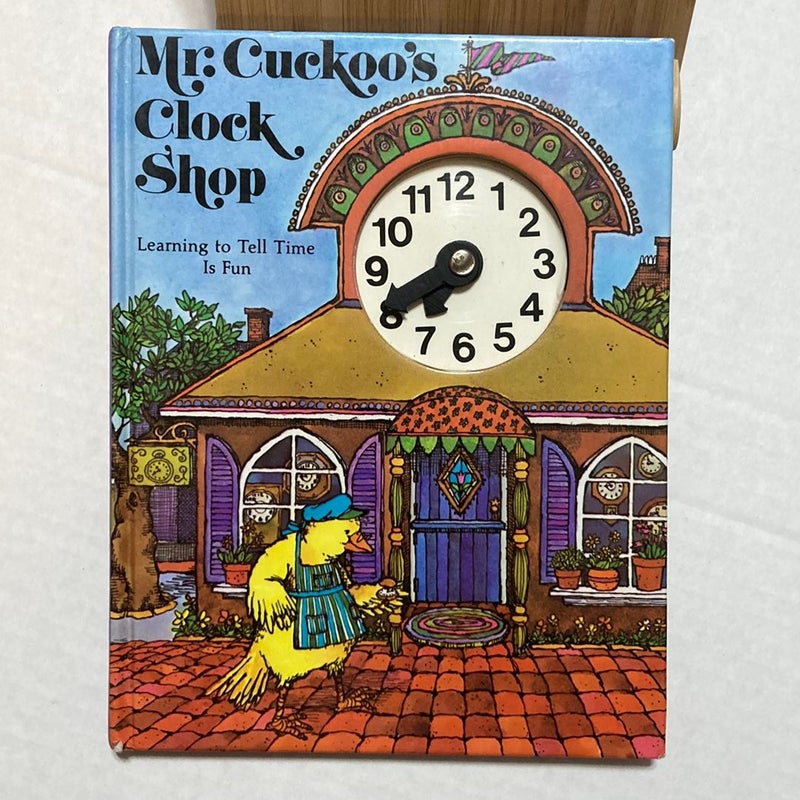 Mr. Cuckoo's
Clock
Shop
Learning to Tell Time
Is Fun
12
11 1
10 2
9 3
8 4
7 5
6